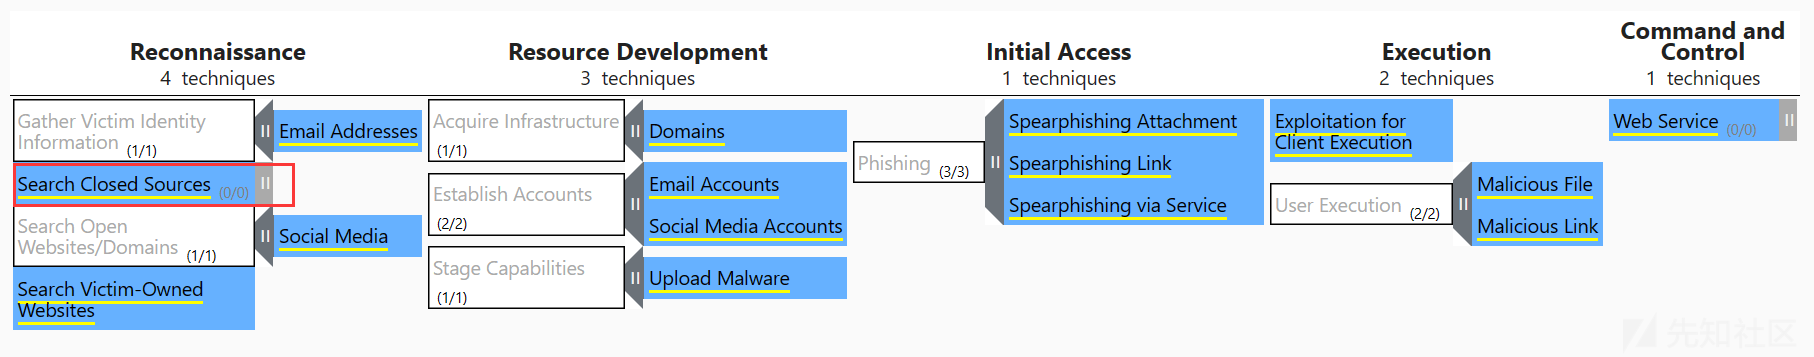 Reconnaissance
4 techniques
Gather Victim Identity
Information (1/1)
Email Addresses
Search Closed Sources (0/0)
Search Open
Websites/Domains (1/1)
Social Media
Search Victim-Owned
Websites
Resource Development
3 techniques
Acquire Infrastructure
(1/1)
Domains
Establish Accounts
(2/2)
Email Accounts
Social Media Accounts
Stage Capabilities
(1/1)
Upload Malware
Initial Access
1 techniques
Phishing (3/3)
Spearphishing Attachment
Spearphishing Link
Spearphishing via Service
Execution
2 techniques
Exploitation for
Client Execution
User Execution (2/2)
Malicious File
Malicious Link
Command and
Control
1 techniques
Web Service (0/0)
先知社区